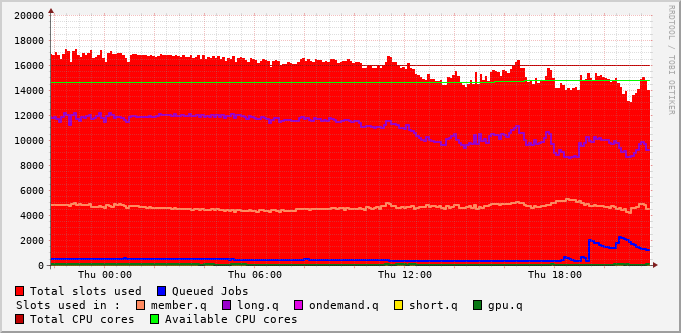 20000
18000
16000
14000
12000
10000
8000
6000
4000
2000
0
Thu 00:00 Thu 06:00 Thu 12:00 Thu 18:00
RRDTOOL / TOBI OETIKER
Total slots used Queued Jobs
Slots used in : member.q long.q ondemand.q short.q gpu.q
Total CPU cores Available CPU cores